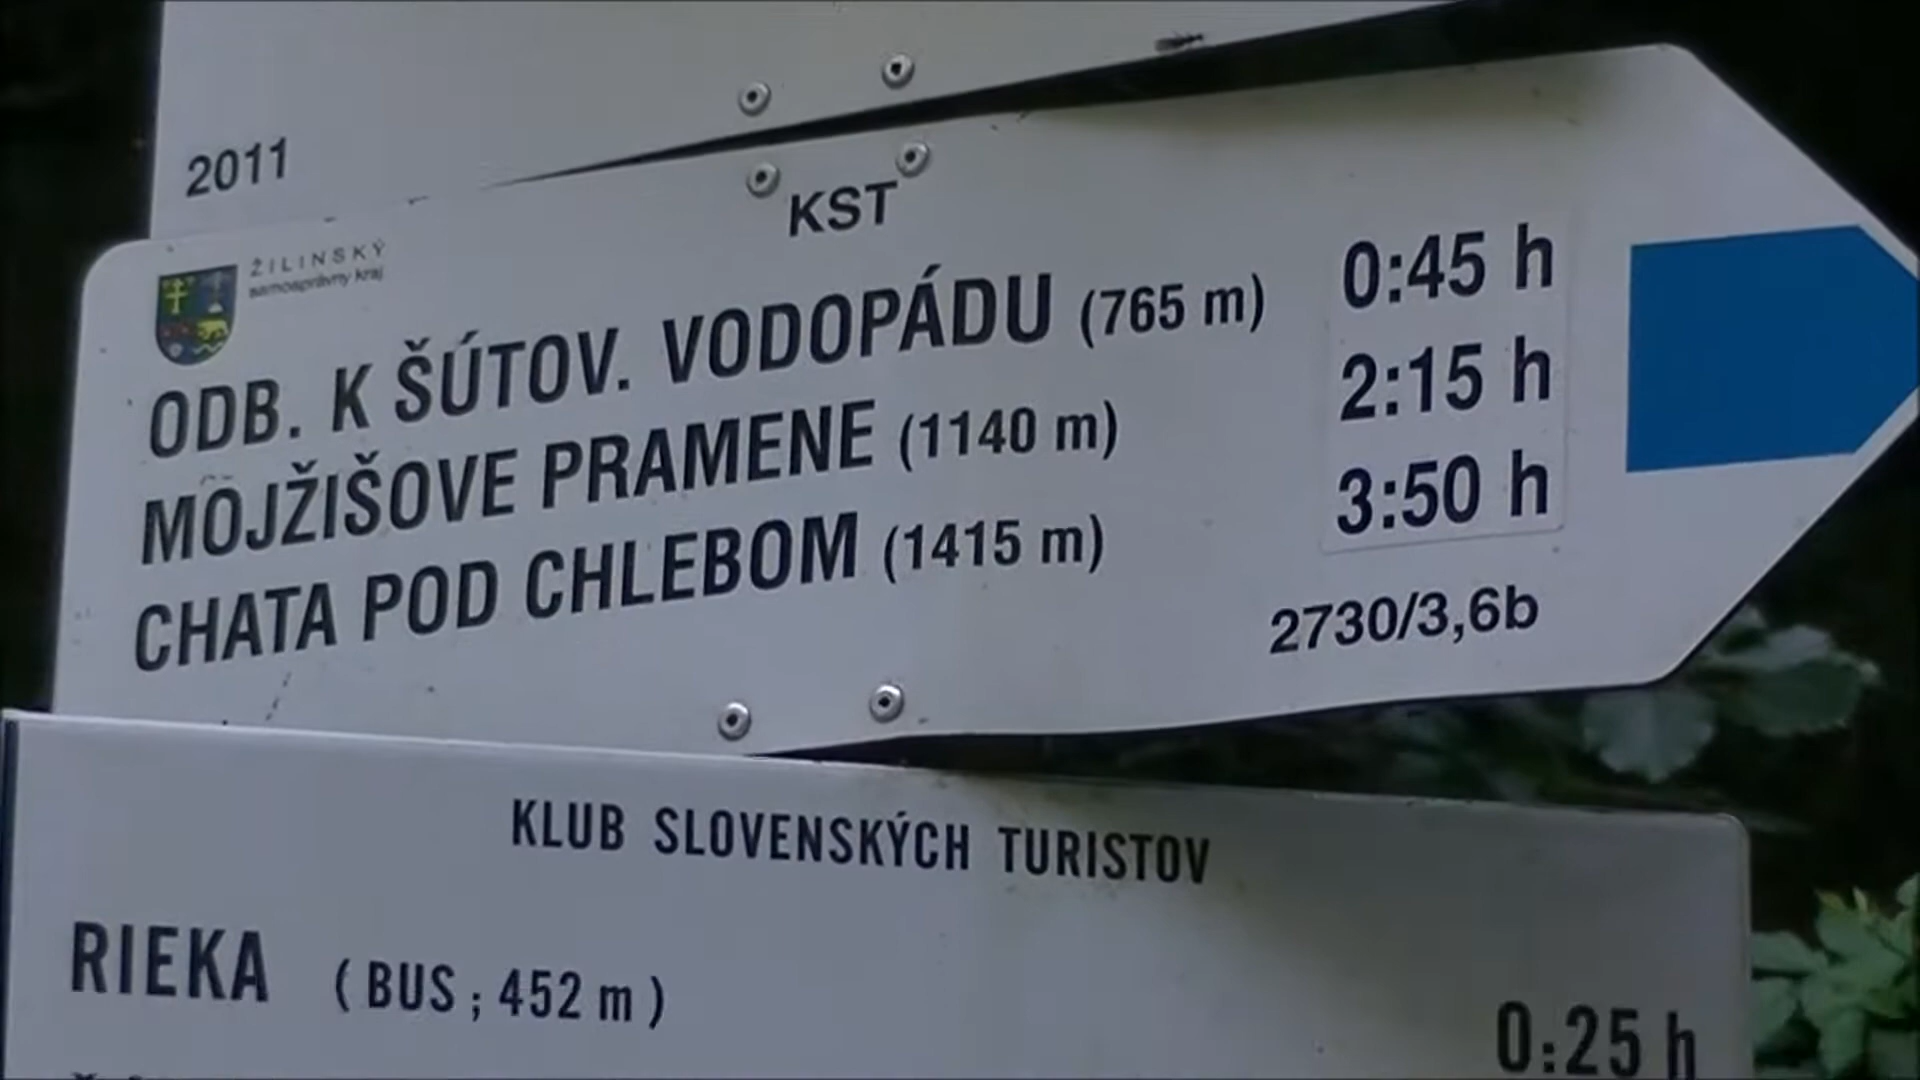 2011
KST
ŽILINSKÝ
samosprávny kraj
ODB. K ŠÚTOV. VODOPÁDU (765 m) 0:45 h
MOJŽIŠOVE PRAMENE (1140 m) 2:15 h
CHATA POD CHLEBOM (1415 m) 3:50 h
2730/3,6b
KLUB SLOVENSKÝCH TURISTOV
RIEKA (BUS ; 452 m) 0:25 h